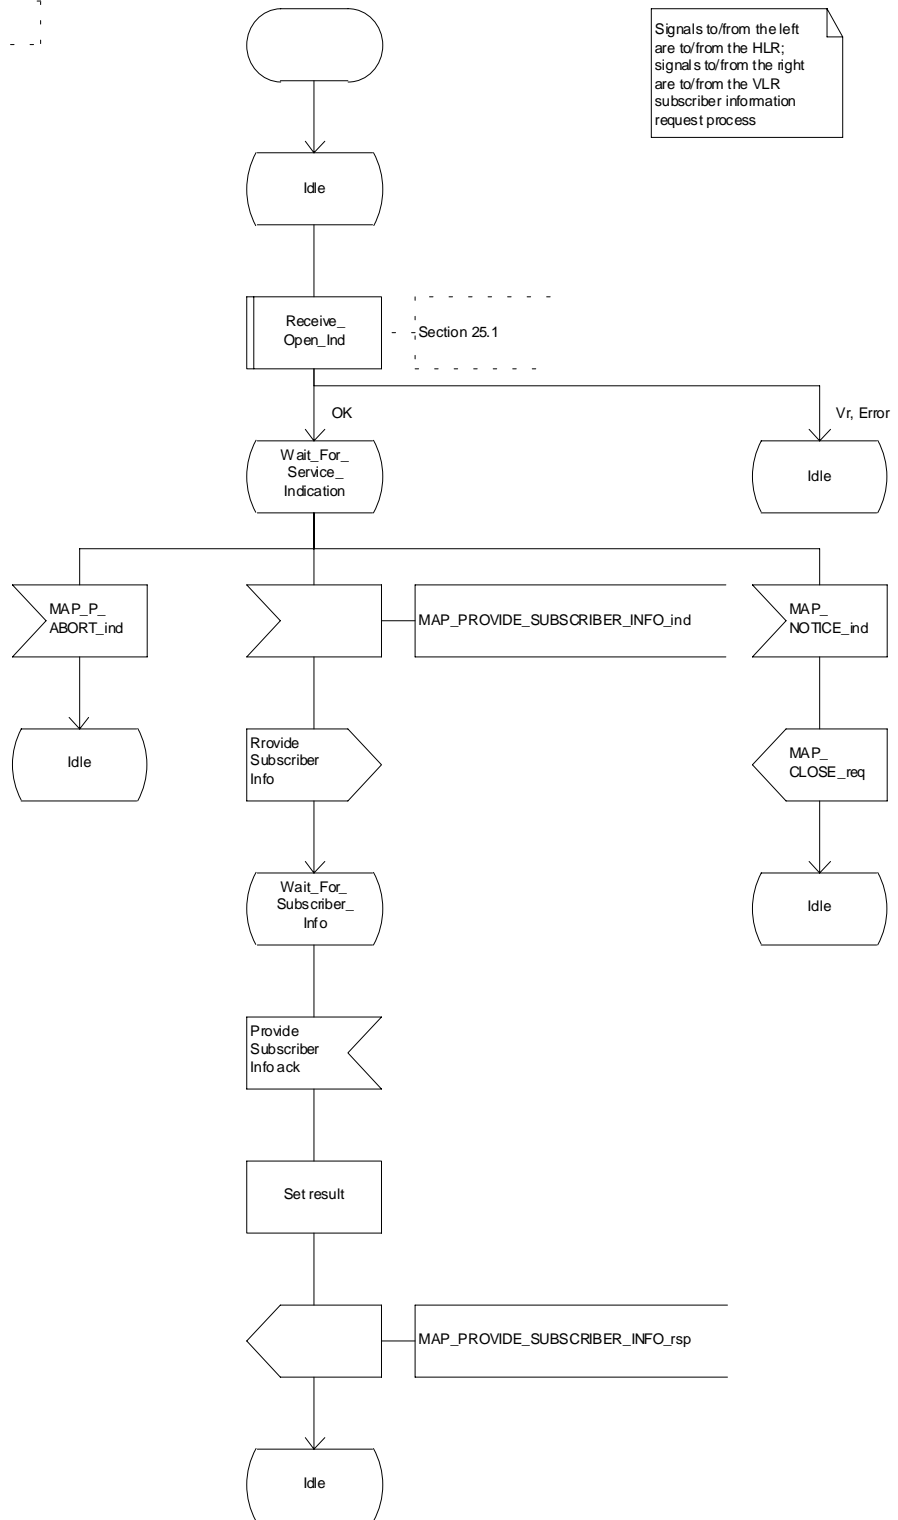 Signals to/from the left
are to/from the HLR;
signals to/from the right
are to/from the VLR
subscriber information
request process
Idle
Receive_
Open_Ind
Section 25.1
OK
Vr, Error
Wait_For_
Service_
Indication
Idle
MAP_P_
ABORT_ind
MAP_PROVIDE_SUBSCRIBER_INFO_ind
MAP_
NOTICE_ind
Idle
Rrovide
Subscriber
Info
MAP_
CLOSE_req
Wait_For_
Subscriber_
Info
Idle
Provide
Subscriber
Info ack
Set result
MAP_PROVIDE_SUBSCRIBER_INFO_rsp
Idle